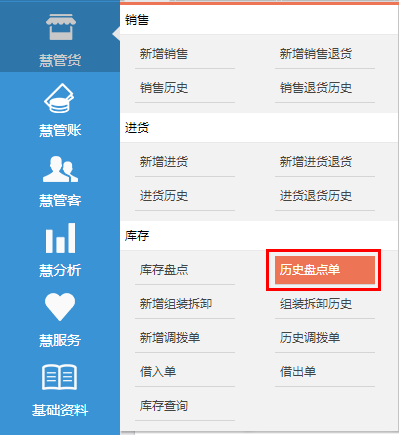 慧管货
慧管账
慧管客
慧分析
慧服务
基础资料
销售
新增销售 新增销售退货
销售历史 销售退货历史
进货
新增进货 新增进货退货
进货历史 进货退货历史
库存
库存盘点 历史盘点单
新增组装拆卸 组装拆卸历史
新增调拨单 历史调拨单
借入单 借出单
库存查询